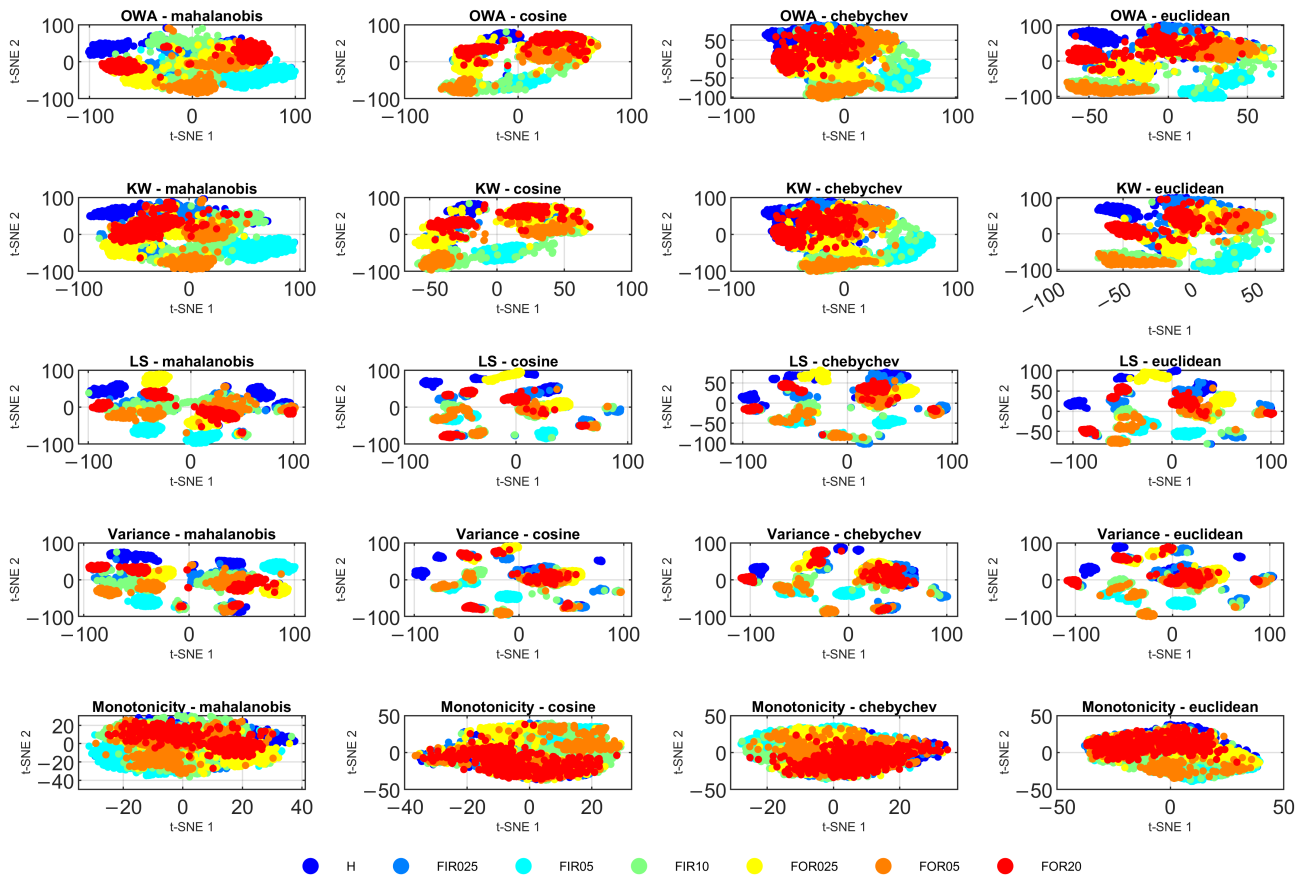 OWA - mahalanobis OWA - cosine OWA - chebychev OWA - euclidean
t-SNE 2 100 0 −100 t-SNE 2 100 0 −100 t-SNE 2 50 0 −50 −100 t-SNE 2 100 50 0 −50 −100
−100 0 100 −100 0 100 −100 0 100 −50 0 50
t-SNE 1 t-SNE 1 t-SNE 1 t-SNE 1
KW - mahalanobis KW - cosine KW - chebychev KW - euclidean
t-SNE 2 100 0 −100 t-SNE 2 100 0 −100 t-SNE 2 100 0 −100 t-SNE 2 100 0 −100
−100 0 100 −50 0 50 100 −100 0 100 −100 −50 0 50
t-SNE 1 t-SNE 1 t-SNE 1 t-SNE 1
LS - mahalanobis LS - cosine LS - chebychev LS - euclidean
t-SNE 2 100 0 −100 t-SNE 2 100 0 −100 t-SNE 2 50 0 −50 −100 t-SNE 2 100 50 0 −50
−100 0 100 −100 0 100 −100 0 100 −100 0 100
t-SNE 1 t-SNE 1 t-SNE 1 t-SNE 1
Variance - mahalanobis Variance - cosine Variance - chebychev Variance - euclidean
t-SNE 2 100 0 −100 t-SNE 2 100 0 −100 t-SNE 2 100 0 −100 t-SNE 2 100 0 −100
−100 0 100 −100 0 100 −100 0 100 −100 0 100
t-SNE 1 t-SNE 1 t-SNE 1 t-SNE 1
Monotonicity - mahalanobis Monotonicity - cosine Monotonicity - chebychev Monotonicity - euclidean
t-SNE 2 20 0 −20 −40 t-SNE 2 50 0 −50 t-SNE 2 50 0 −50 t-SNE 2 50 0 −50
−20 0 20 40 −40 −20 0 20 −20 0 20 −50 0 50
t-SNE 1 t-SNE 1 t-SNE 1 t-SNE 1
H FIR025 FIR05 FIR10 FOR025 FOR05 FOR20